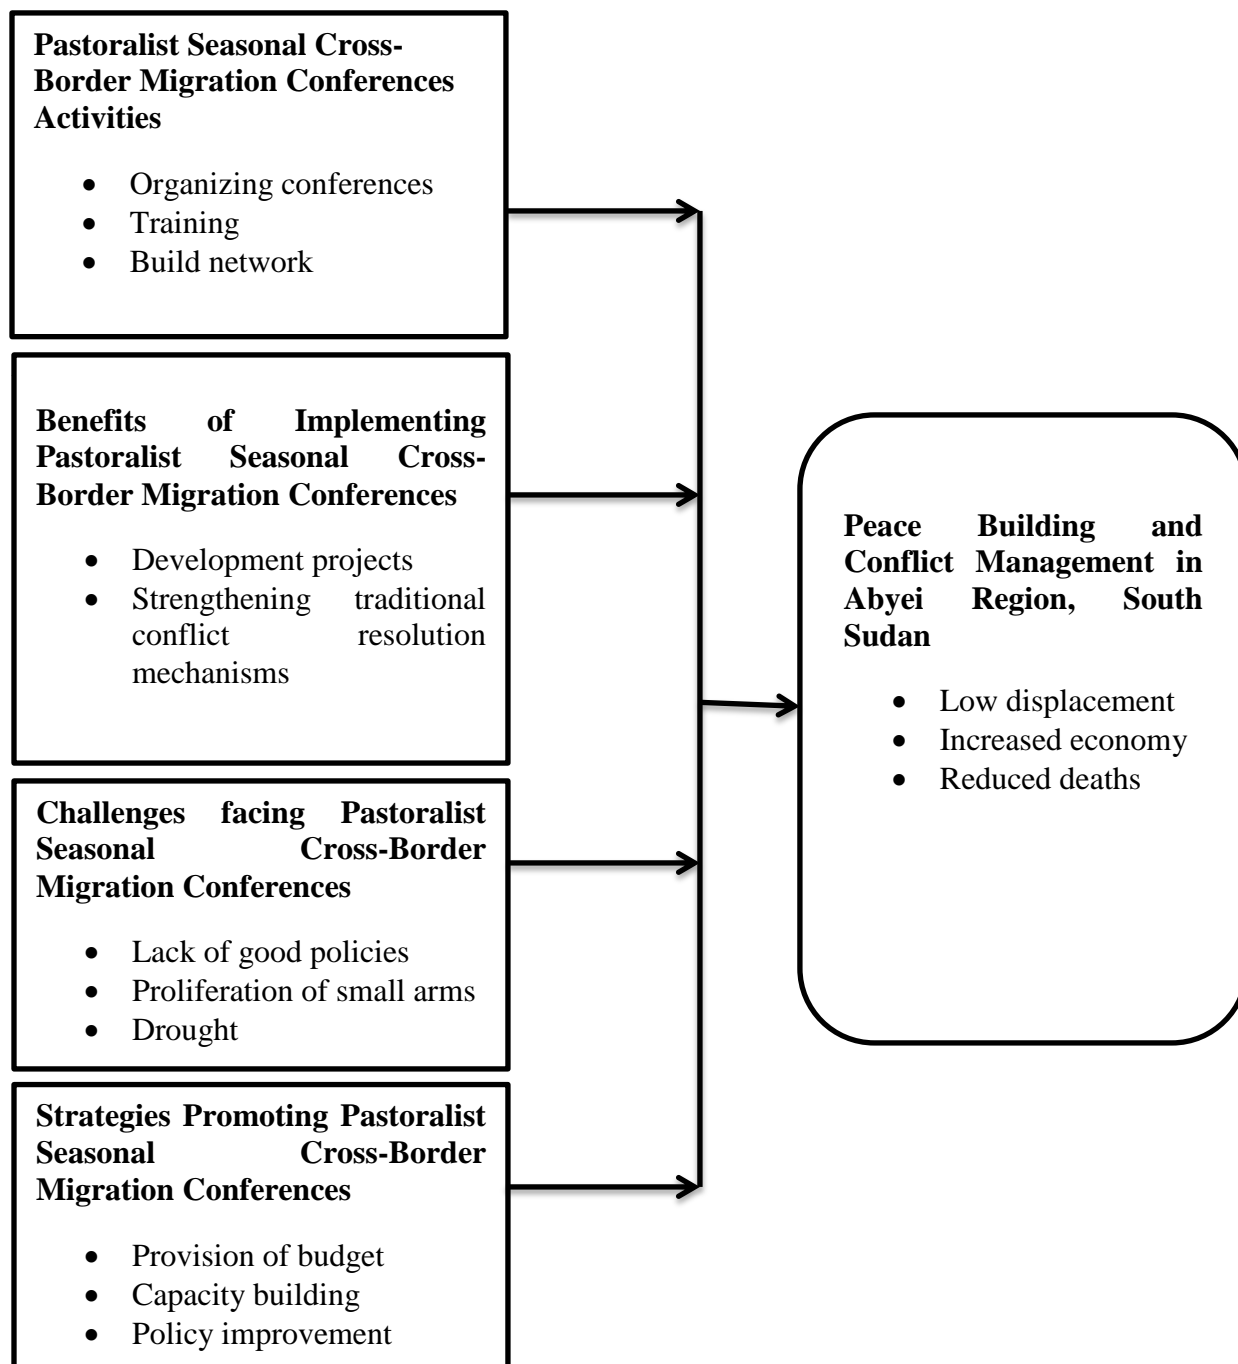 Pastoralist Seasonal Cross-
Border Migration Conferences
Activities
• Organizing conferences
• Training
• Build network
Benefits of Implementing
Pastoralist Seasonal Cross-
Border Migration Conferences
• Development projects
• Strengthening traditional
conflict resolution
mechanisms
Challenges facing Pastoralist
Seasonal Cross-Border
Migration Conferences
• Lack of good policies
• Proliferation of small arms
• Drought
Strategies Promoting Pastoralist
Seasonal Cross-Border
Migration Conferences
• Provision of budget
• Capacity building
• Policy improvement
Peace Building and
Conflict Management in
Abyei Region, South
Sudan
• Low displacement
• Increased economy
• Reduced deaths